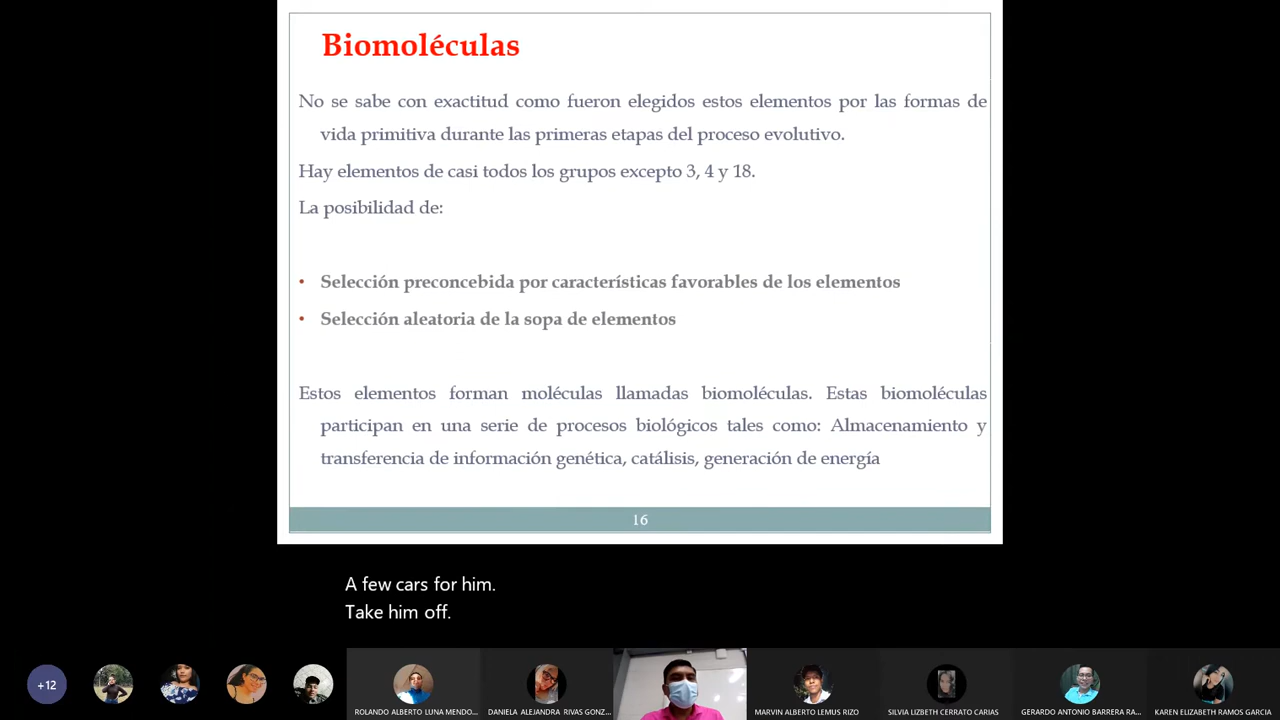 Biomoléculas
No se sabe con exactitud como fueron elegidos estos elementos por las formas de
vida primitiva durante las primeras etapas del proceso evolutivo.
Hay elementos de casi todos los grupos excepto 3, 4 y 18.
La posibilidad de:
• Selección preconcebida por características favorables de los elementos
• Selección aleatoria de la sopa de elementos
Estos elementos forman moléculas llamadas biomoléculas. Estas biomoléculas
participan en una serie de procesos biológicos tales como: Almacenamiento y
transferencia de información genética, catálisis, generación de energía
16
A few cars for him.
Take him off.
+12
ROLANDO ALBERTO LUNA MENDO...
DANIELA ALEJANDRA RIVAS GONZ...
MARVIN ALBERTO LEMUS RIZO
SILVIA LIZBETH CERRATO CARIAS
GERARDO ANTONIO BARRERA RA...
KAREN ELIZABETH RAMOS GARCIA